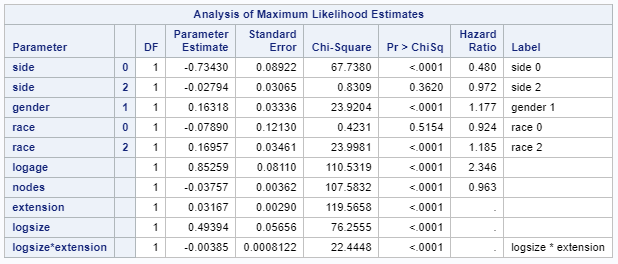 Analysis of Maximum Likelihood Estimates
Parameter DF Parameter Estimate Standard Error Chi-Square Pr > ChiSq Hazard Ratio Label
side 0 1 -0.73430 0.08922 67.7380 <.0001 0.480 side 0
side 2 1 -0.02794 0.03065 0.8309 0.3620 0.972 side 2
gender 1 1 0.16318 0.03336 23.9204 <.0001 1.177 gender 1
race 0 1 -0.07890 0.12130 0.4231 0.5154 0.924 race 0
race 2 1 0.16957 0.03461 23.9981 <.0001 1.185 race 2
logage 1 0.85259 0.08110 110.5319 <.0001 2.346
nodes 1 -0.03757 0.00362 107.5832 <.0001 0.963
extension 1 0.03167 0.00290 119.5658 <.0001 .
logsize 1 0.49394 0.05656 76.2555 <.0001 .
logsize*extension 1 -0.00385 0.0008122 22.4448 <.0001 . logsize * extension